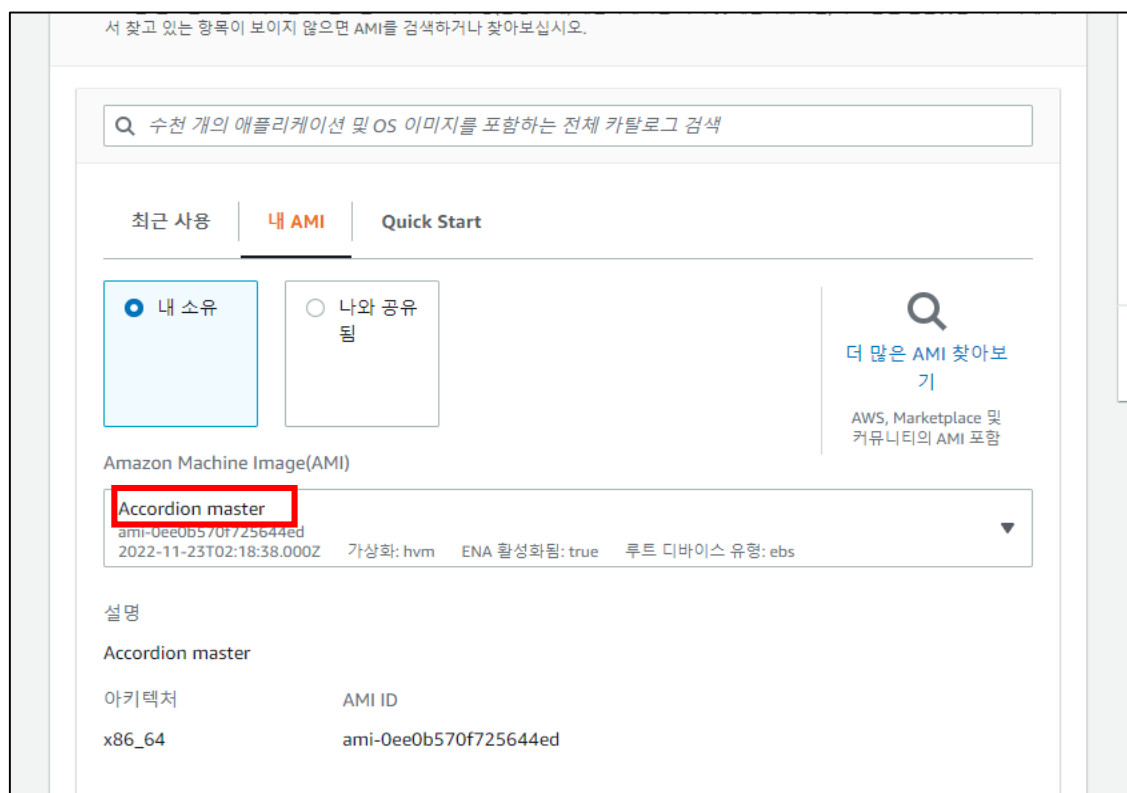 서 찾고 있는 항목이 보이지 않으면 AMI를 검색하거나 찾아보십시오.
수천 개의 애플리케이션 및 OS 이미지를 포함하는 전체 카탈로그 검색
최근 사용
내 AMI
Quick Start
내 소유
나와 공유
됨
더 많은 AMI 찾아보
기
AWS, Marketplace 및
커뮤니티의 AMI 포함
Amazon Machine Image(AMI)
Accordion master
ami-0ee0b570f725644ed
2022-11-23T02:18:38.000Z 가상화: hvm ENA 활성화됨: true 루트 디바이스 유형: ebs
설명
Accordion master
아키텍처 AMI ID
x86_64 ami-0ee0b570f725644ed